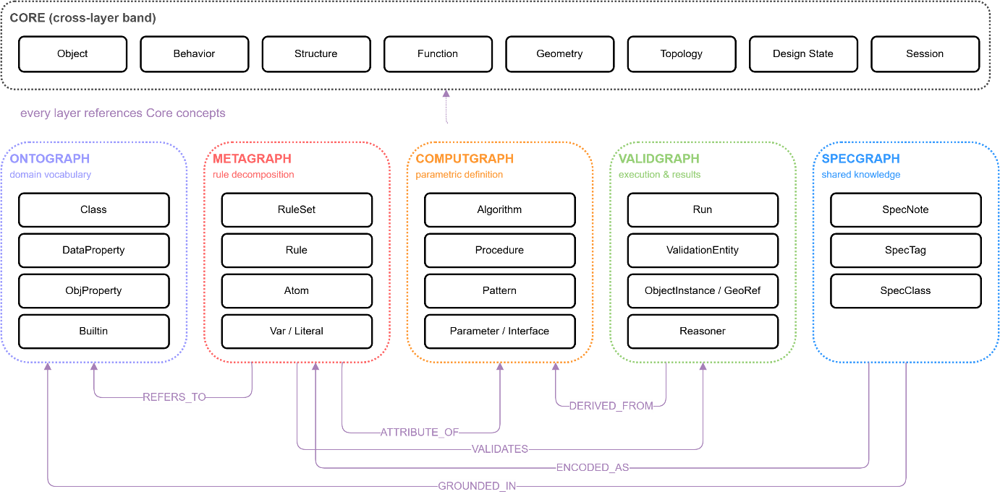 CORE (cross-layer band)
Object
Behavior
Structure
Function
Geometry
Topology
Design State
Session
every layer references Core concepts
ONTOGRAPH
domain vocabulary
Class
DataProperty
ObjProperty
Builtin
METAGRAPH
rule decomposition
RuleSet
Rule
Atom
Var / Literal
COMPUTGRAPH
parametric definition
Algorithm
Procedure
Pattern
Parameter / Interface
VALIDGRAPH
execution & results
Run
ValidationEntity
ObjectInstance / GeoRef
Reasoner
SPECGRAPH
shared knowledge
SpecNote
SpecTag
SpecClass
REFERS_TO
DERIVED_FROM
ATTRIBUTE_OF
VALIDATES
ENCODED_AS
GROUNDED_IN